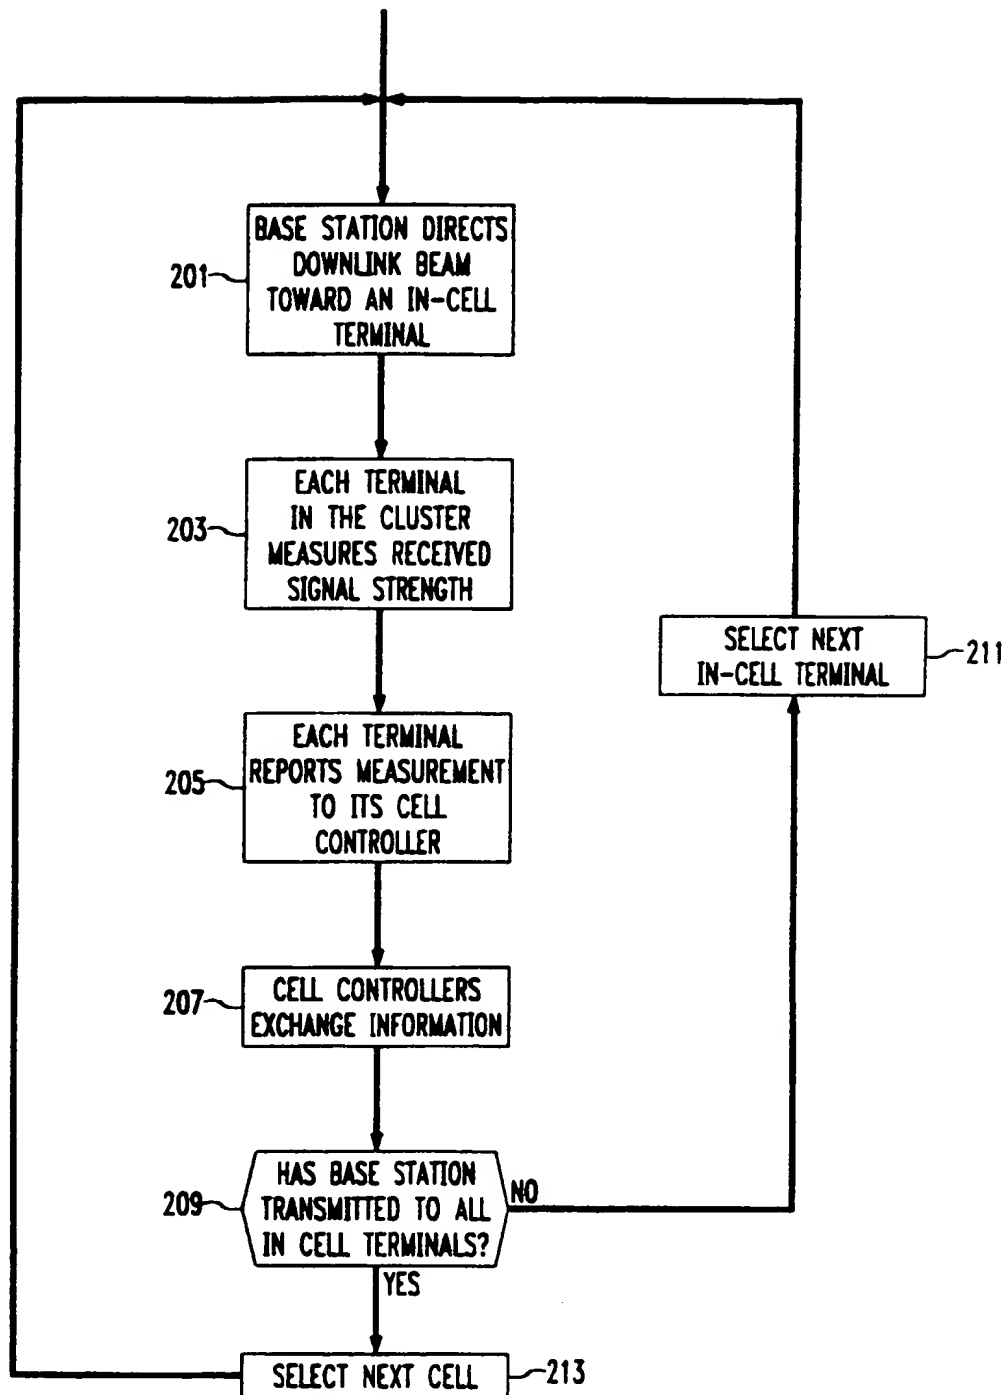 BASE STATION DIRECTS
DOWNLINK BEAM
TOWARD AN IN-CELL
TERMINAL
201
EACH TERMINAL
IN THE CLUSTER
MEASURES RECEIVED
SIGNAL STRENGTH
203
SELECT NEXT
IN-CELL TERMINAL
211
EACH TERMINAL
REPORTS MEASUREMENT
TO ITS CELL
CONTROLLER
205
CELL CONTROLLERS
EXCHANGE INFORMATION
207
HAS BASE STATION
TRANSMITTED TO ALL
IN CELL TERMINALS?
209
NO
YES
SELECT NEXT CELL
213